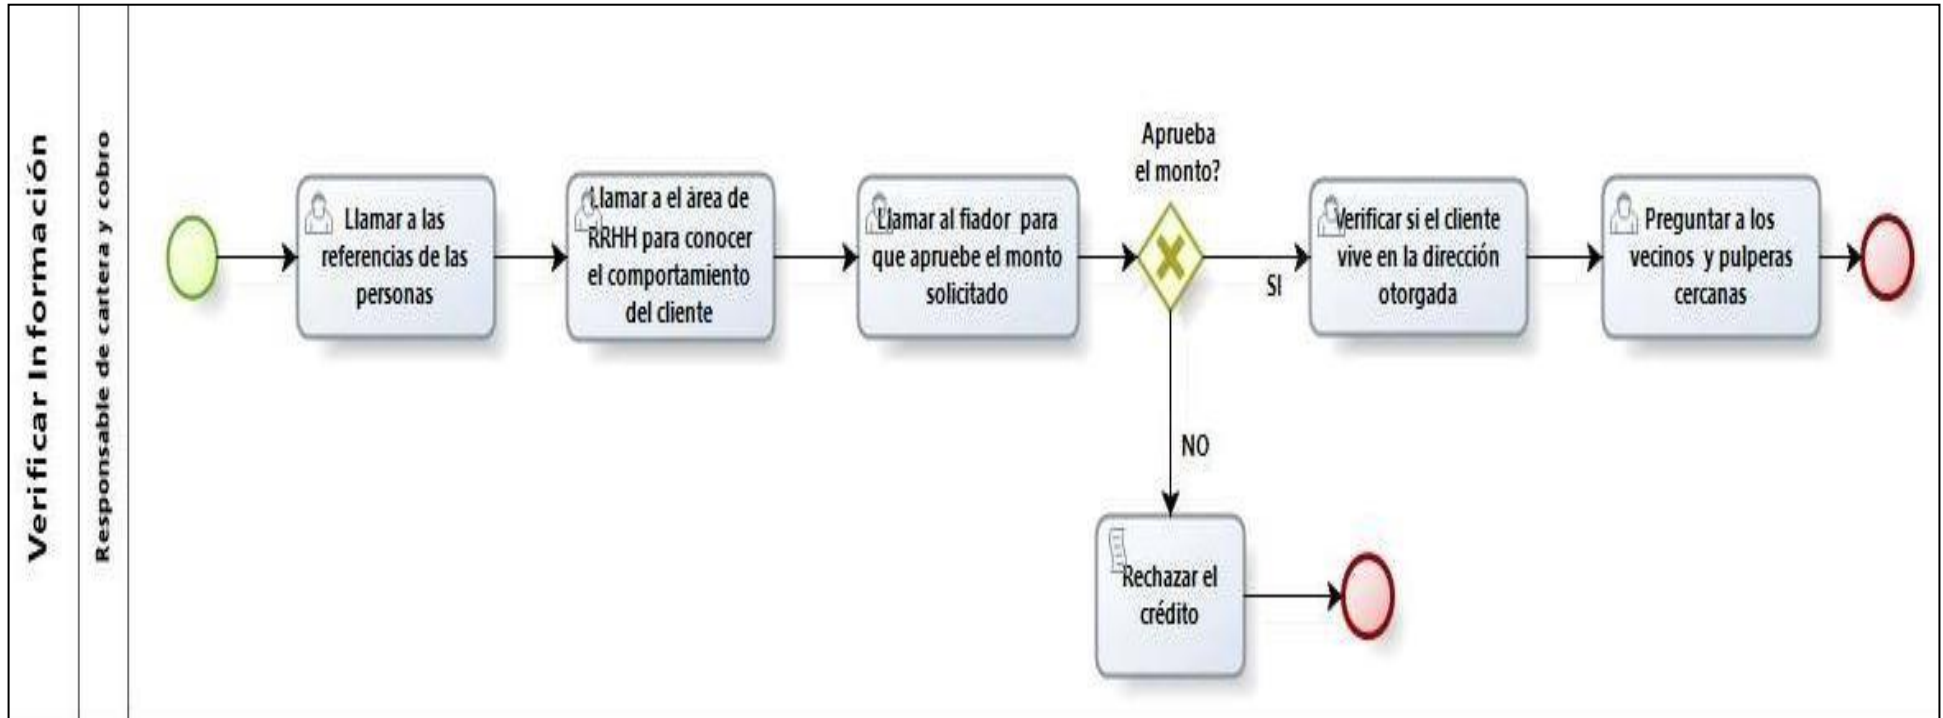 Verificar Información
Responsable de cartera y cobro
Llamar a las
referencias de las
personas
Llamar a el área de
RRHH para conocer
el comportamiento
del cliente
Llamar al fiador para
que apruebe el monto
solicitado
Aprueba
el monto?
SI
Verificar si el cliente
vive en la dirección
otorgada
Preguntar a los
vecinos y pulperas
cercanas
NO
Rechazar el
crédito